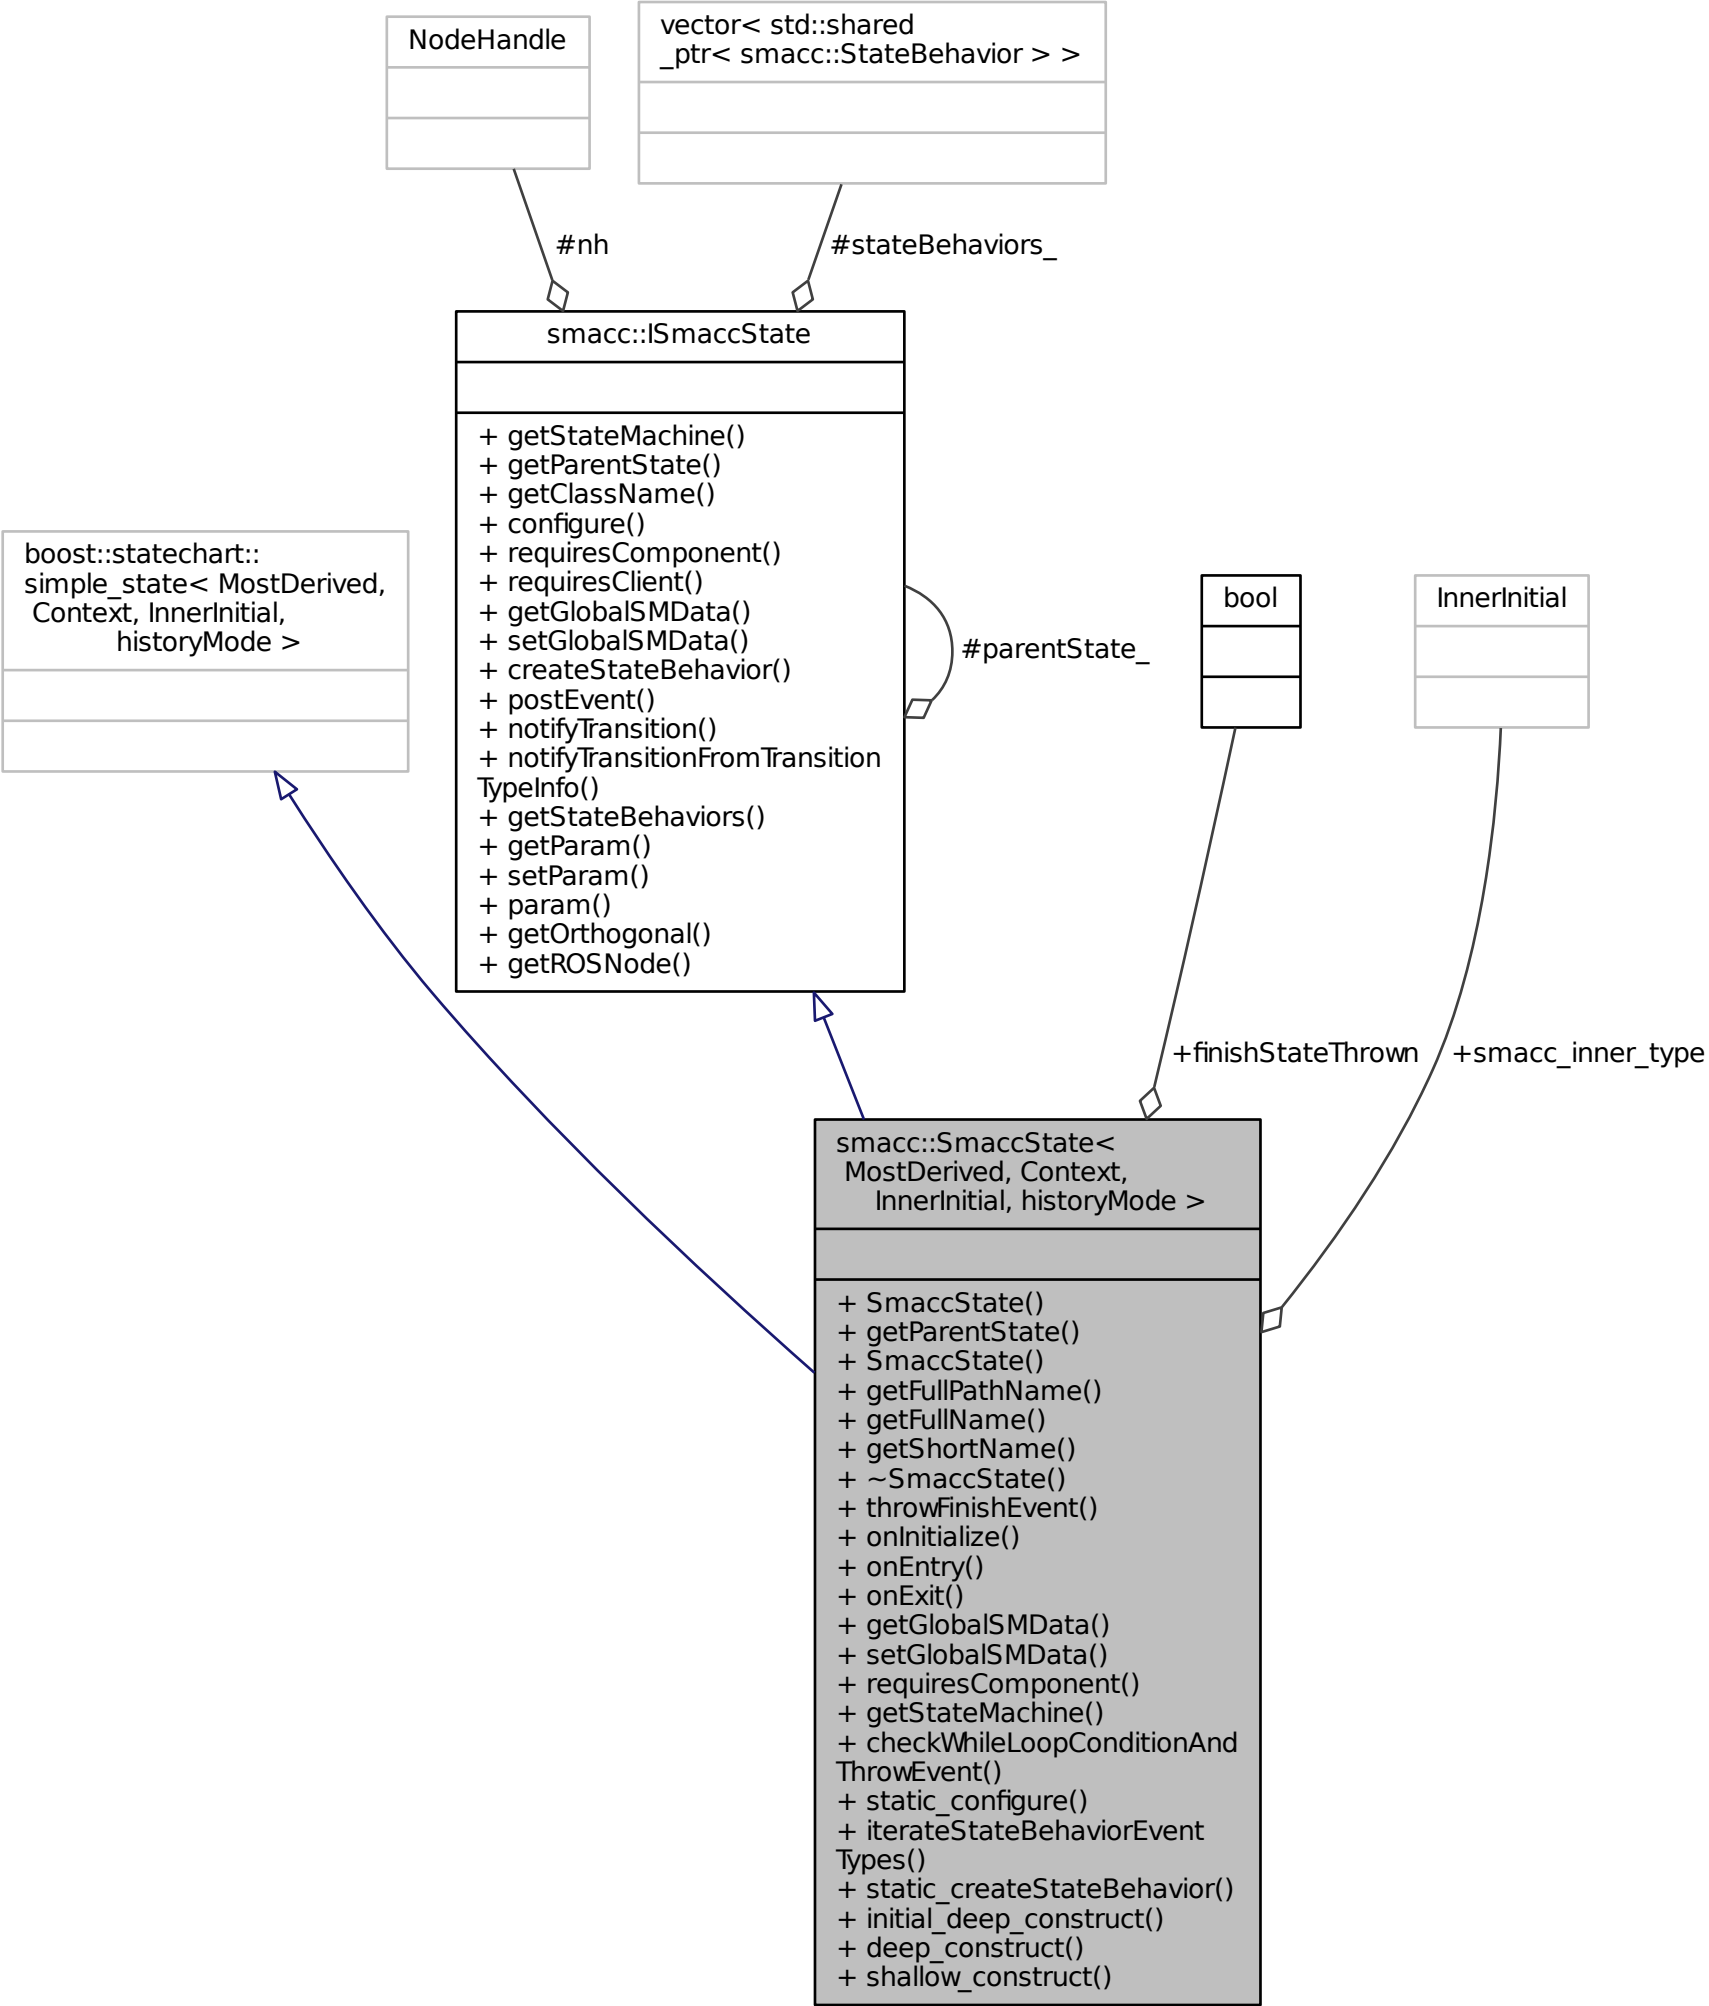 NodeHandle
vector< std::shared
_ptr< smacc::StateBehavior > >
#nh
#stateBehaviors_
smacc::ISmaccState
+ getStateMachine()
+ getParentState()
+ getClassName()
+ configure()
+ requiresComponent()
+ requiresClient()
+ getGlobalSMData()
+ setGlobalSMData()
+ createStateBehavior()
+ postEvent()
+ notifyTransition()
+ notifyTransitionFromTransition
TypeInfo()
+ getStateBehaviors()
+ getParam()
+ setParam()
+ param()
+ getOrthogonal()
+ getROSNode()
#parentState_
boost::statechart::
simple_state< MostDerived,
Context, InnerInitial,
historyMode >
bool
InnerInitial
+finishStateThrown
+smacc_inner_type
smacc::SmaccState<
MostDerived, Context,
InnerInitial, historyMode >
+ SmaccState()
+ getParentState()
+ SmaccState()
+ getFullPathName()
+ getFullName()
+ getShortName()
+ ~SmaccState()
+ throwFinishEvent()
+ onInitialize()
+ onEntry()
+ onExit()
+ getGlobalSMData()
+ setGlobalSMData()
+ requiresComponent()
+ getStateMachine()
+ checkWhileLoopConditionAnd
ThrowEvent()
+ static_configure()
+ iterateStateBehaviorEvent
Types()
+ static_createStateBehavior()
+ initial_deep_construct()
+ deep_construct()
+ shallow_construct()